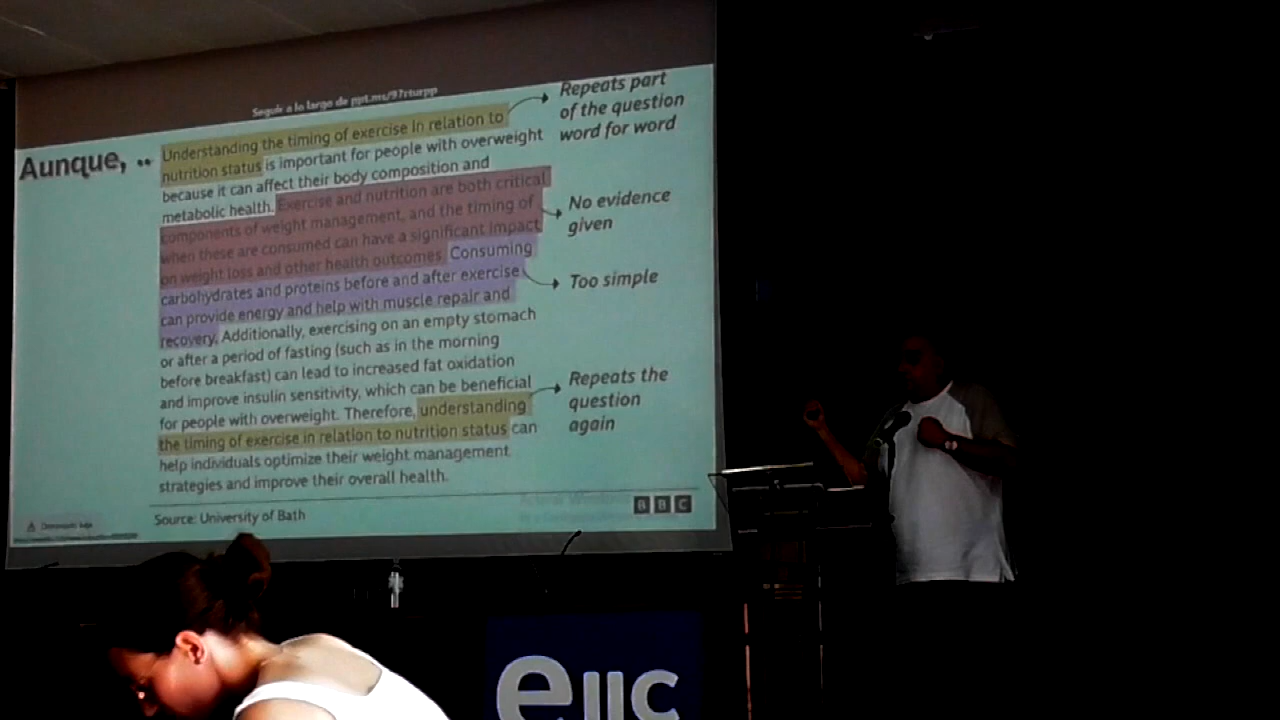 Seguir a lo largo de ppt.ms/97rturpp
Aunque, ..
Understanding the timing of exercise in relation to
nutrition status is important for people with overweight
because it can affect their body composition and
metabolic health. Exercise and nutrition are both critical
components of weight management, and the timing of
when these are consumed can have a significant impact
on weight loss and other health outcomes. Consuming
carbohydrates and proteins before and after exercise
can provide energy and help with muscle repair and
recovery. Additionally, exercising on an empty stomach
or after a period of fasting (such as in the morning
before breakfast) can lead to increased fat oxidation
and improve insulin sensitivity, which can be beneficial
for people with overweight. Therefore, understanding
the timing of exercise in relation to nutrition status can
help individuals optimize their weight management
strategies and improve their overall health.
Repeats part
of the question
word for word
No evidence
given
Too simple
Repeats the
question
again
Source: University of Bath
BBC
eiic